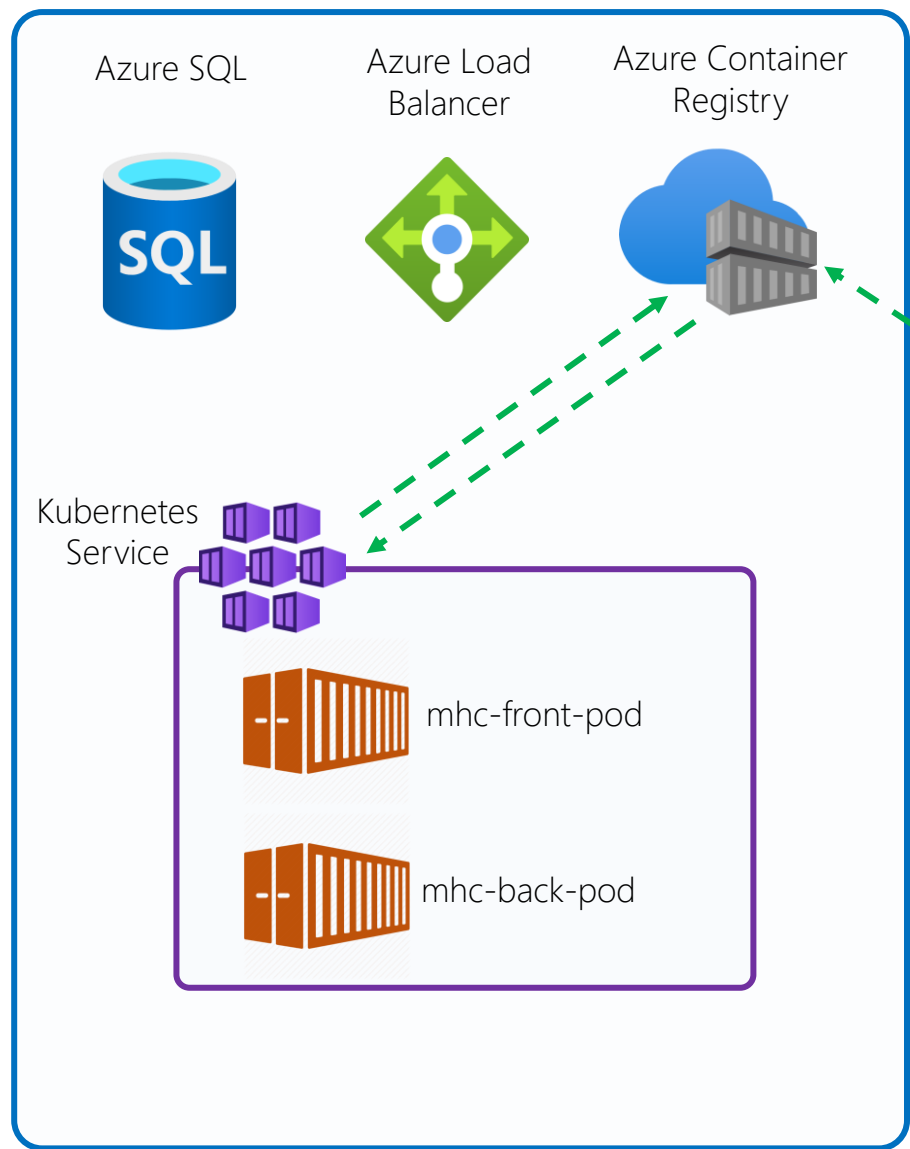 Azure SQL
Azure Load
Balancer
Azure Container
Registry
SQL
Kubernetes
Service
mhc-front-pod
mhc-back-pod